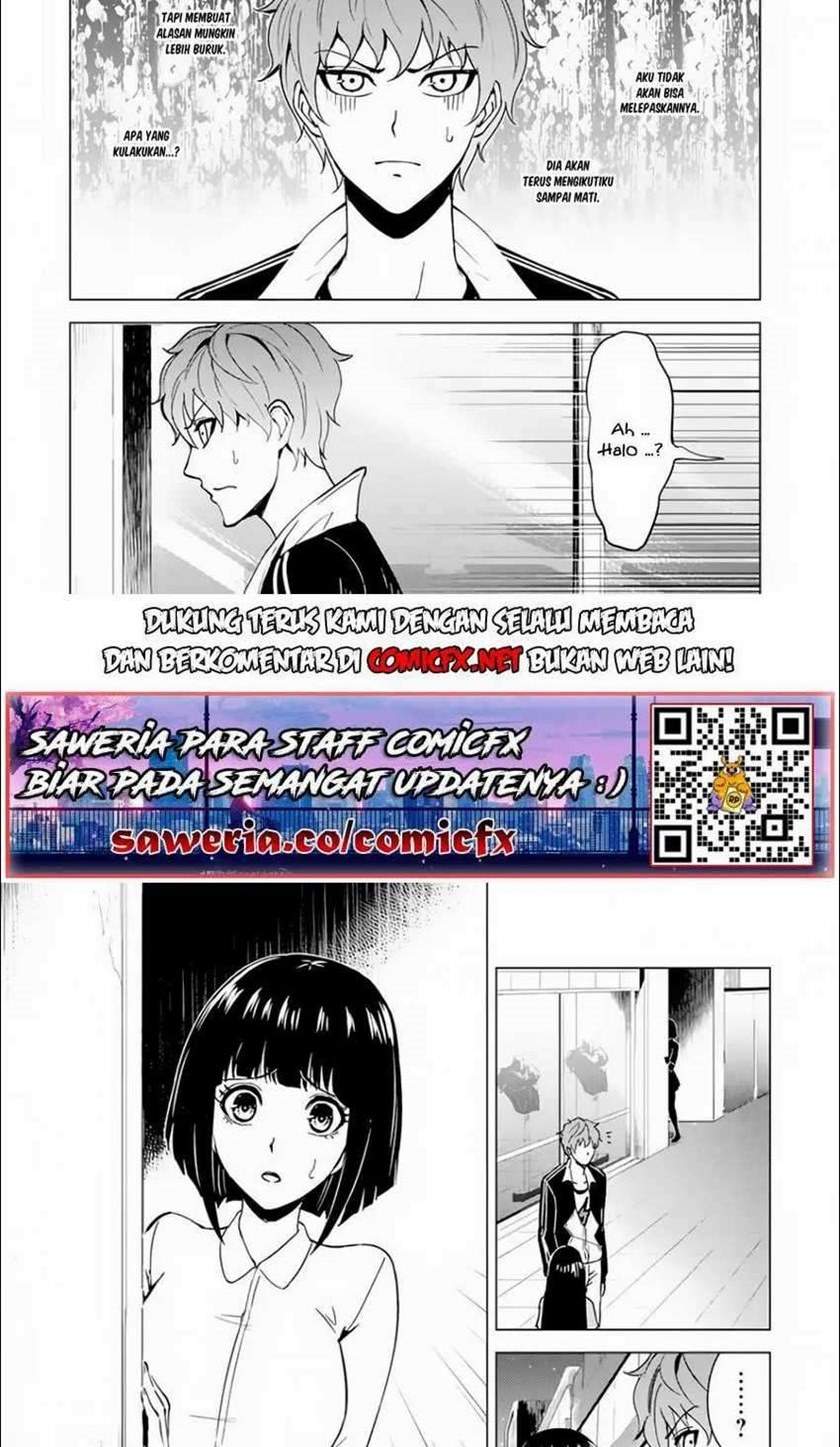 TAPI MEMBUAT
ALASAN MUNGKIN
LEBIH BURUK.
AKU TIDAK
AKAN BISA
MELEPASKANNYA.
APA YANG
KULAKUKAN...?
DIA AKAN
TERUS MENGIKUTIKU
SAMPAI MATI.
Ah ...
Halo ...?
DUKUNG TERUS KAMI DENGAN SELALU MEMBACA
DAN BERKOMENTAR DI COMICFX.NET BUKAN WEB LAIN!
SAWERIA PARA STAFF COMICFX
BIAR PADA SEMANGAT UPDATENYA :)
saweria.co/comicfx
RP
......?